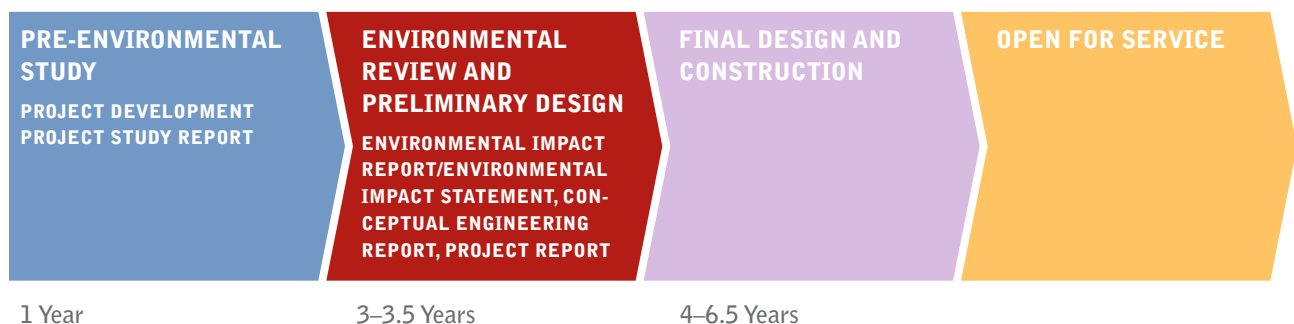 PRE-ENVIRONMENTAL
STUDY
PROJECT DEVELOPMENT
PROJECT STUDY REPORT
ENVIRONMENTAL
REVIEW AND
PRELIMINARY DESIGN
ENVIRONMENTAL IMPACT
REPORT/ENVIRONMENTAL
IMPACT STATEMENT, CON-
CEPTUAL ENGINEERING
REPORT, PROJECT REPORT
FINAL DESIGN AND
CONSTRUCTION
OPEN FOR SERVICE
1 Year
3–3.5 Years
4–6.5 Years